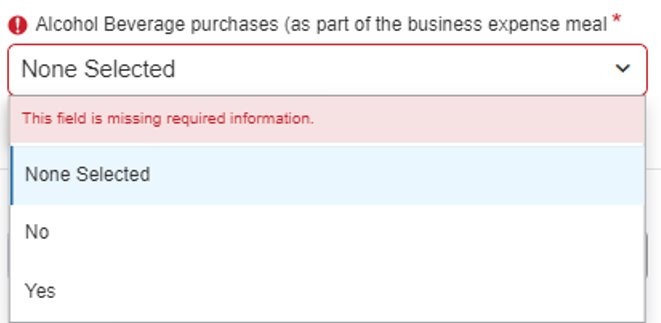 Alcohol Beverage purchases (as part of the business expense meal *
None Selected
This field is missing required information.
None Selected
No
Yes